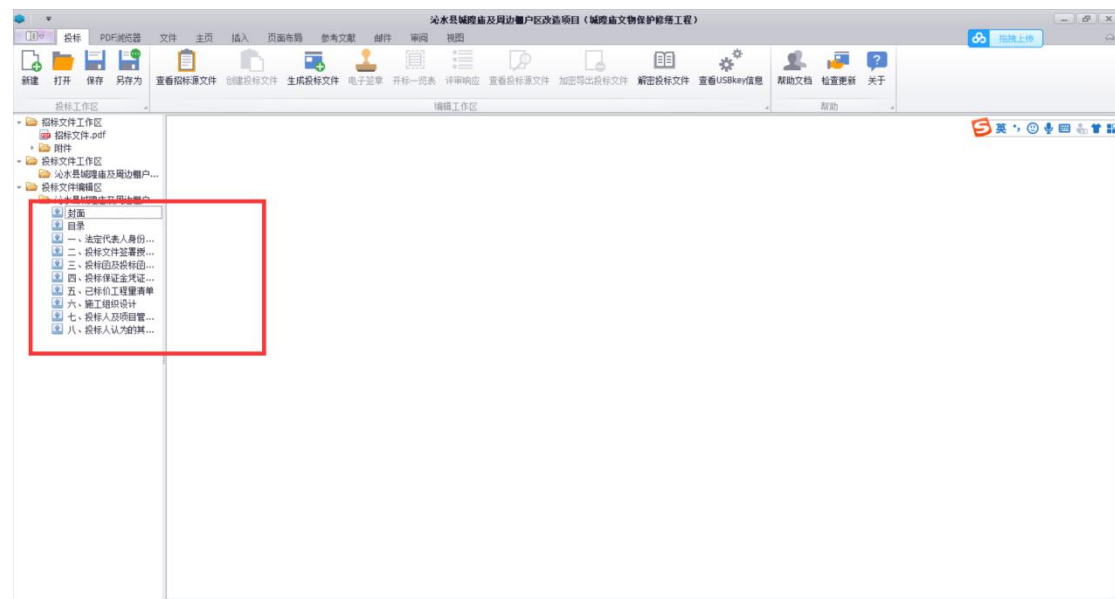 沁水县城隍庙及周边棚户区改造项目(城隍庙文物保护修缮工程)
投标 PDF浏览器 文件 主页 插入 页面布局 参考文献 邮件 审阅 视图
拖拽上传
新建 打开 保存 另存为 查看招标源文件 创建投标文件 生成投标文件 电子签章 开标一览表 评审响应 查看投标源文件 加密导出投标文件 解密投标文件 查看USBkey信息 帮助文档 检查更新 关于
投标工作区 编辑工作区 帮助
招标文件工作区
招标文件.pdf
附件
投标文件工作区
沁水县城隍庙及周边棚户...
投标文件编辑区
沁水县城隍庙及周边棚户
封面
目录
一、法定代表人身份...
二、投标文件签署授...
三、投标函及投标函...
四、投标保证金凭证...
五、已标价工程量清单
六、施工组织设计
七、投标人及项目管...
八、投标人认为的其...
英